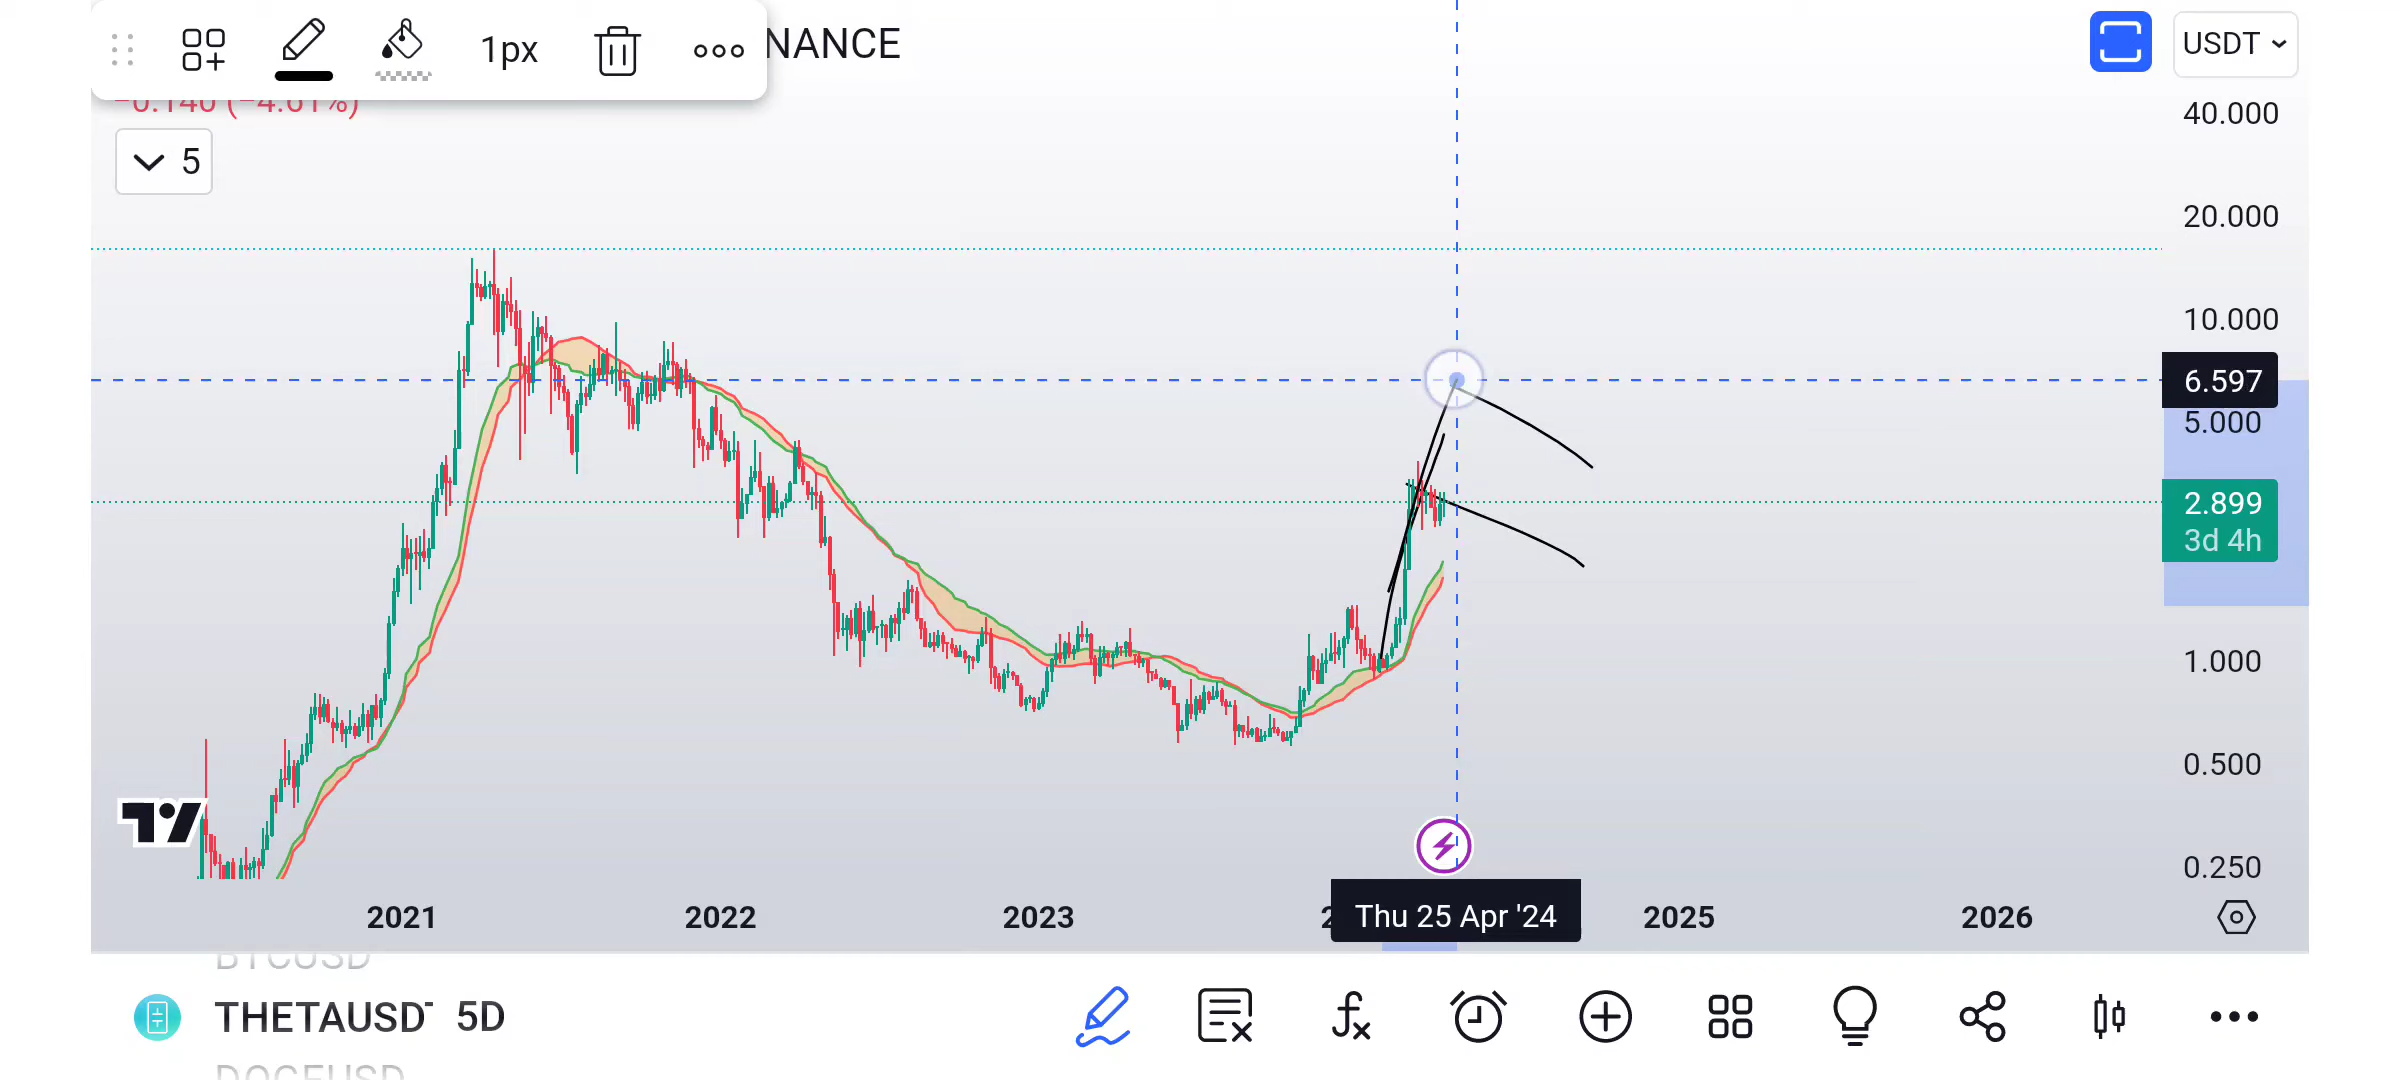 1px
NANCE
USDT
−0.140 (−4.61%)
5
40.000
20.000
10.000
6.597
5.000
2.899
3d 4h
1.000
0.500
0.250
2021
2022
2023
2
Thu 25 Apr '24
2025
2026
BTCUSD
THETAUSD 5D
DOGEUSD